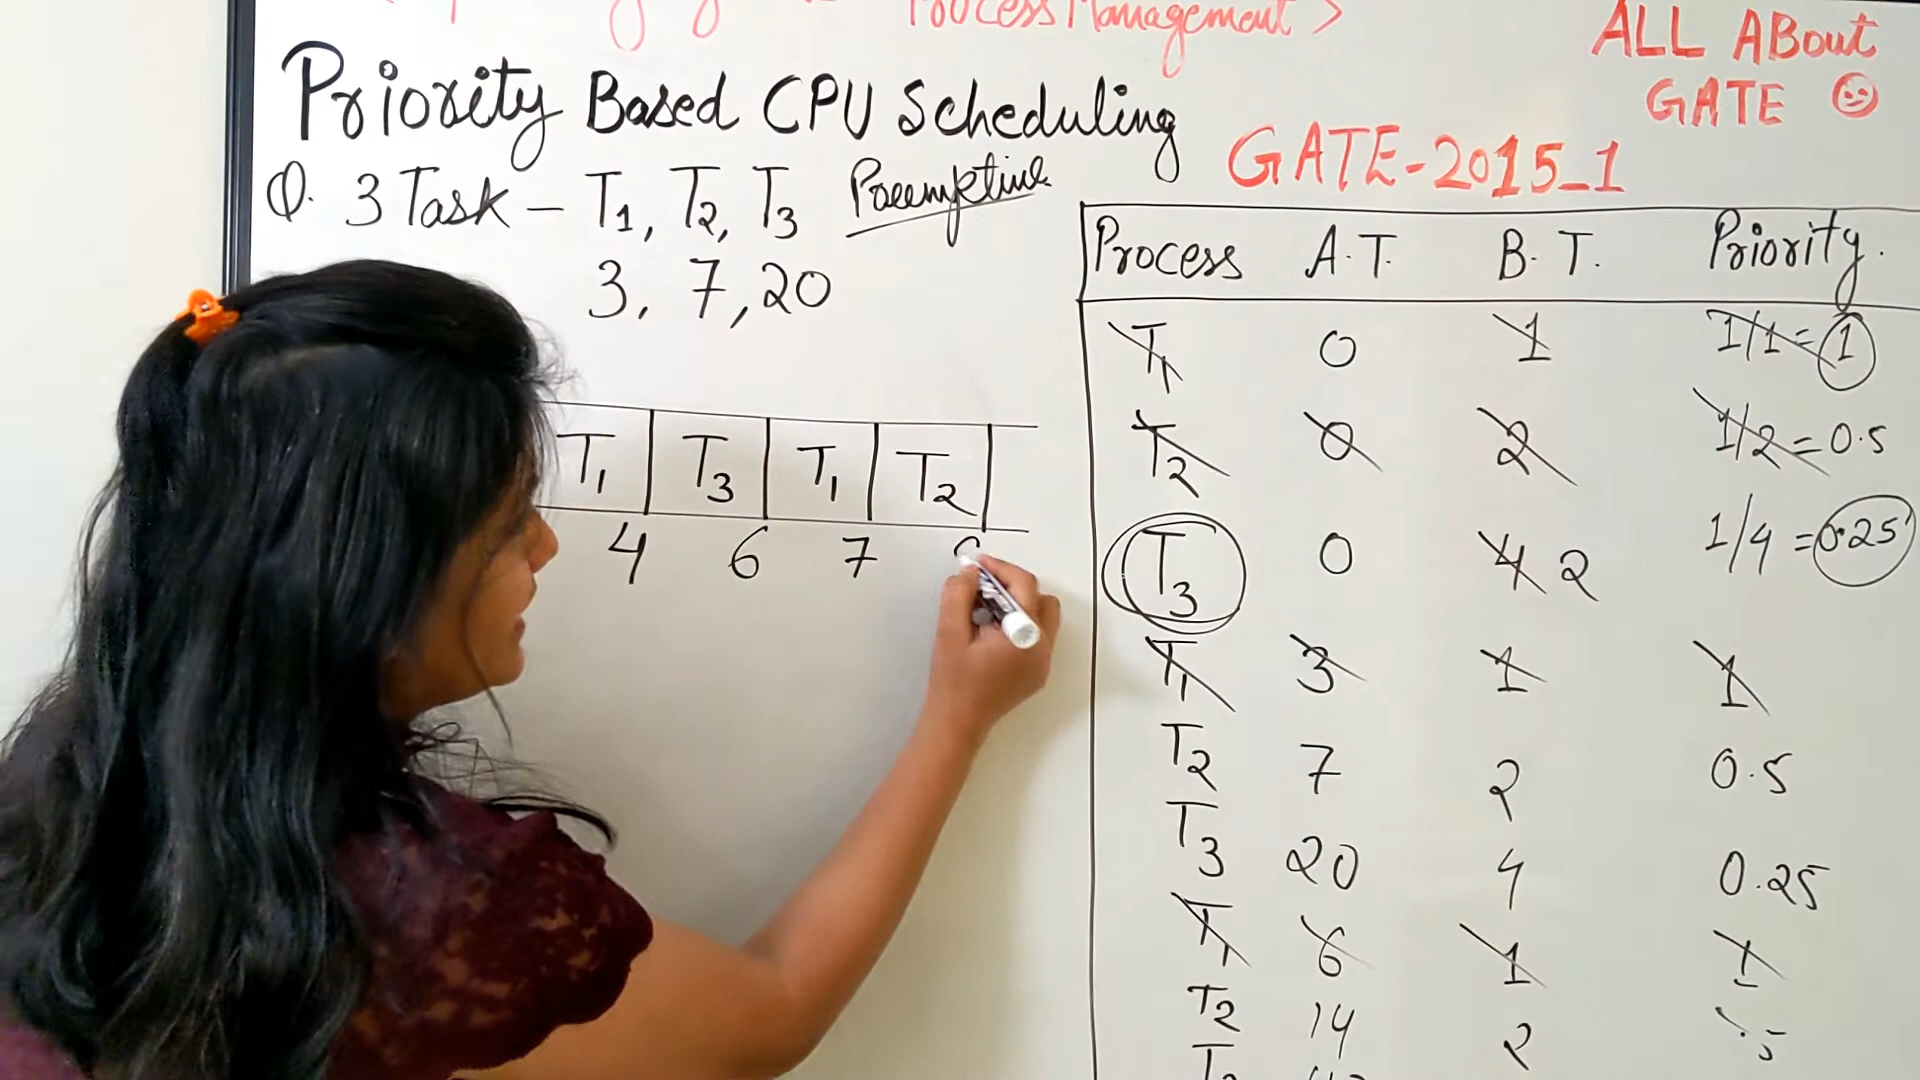 Process Management >
ALL ABout
GATE
Priority Based CPU Scheduling
GATE-2015_1
Q. 3 Task - T1, T2, T3 Preemptive
3, 7, 20
Process A.T. B.T. Priority.
T1 0 1 1/1 = 1
T2 0 2 1/2 = 0.5
T3 0 4 2 1/4 = 0.25
T1 3 1 1
T2 7 2 0.5
T3 20 4 0.25
T1 6 1 1
T2 14 2 .5
T1 T3 T1 T2
4 6 7